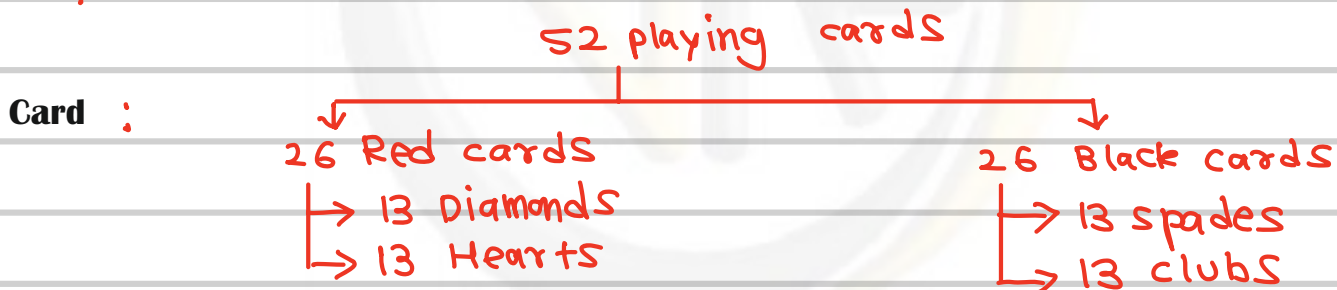 52 playing cards
Card :
26 Red cards 26 Black cards
→ 13 Diamonds → 13 spades
→ 13 Hearts → 13 clubs